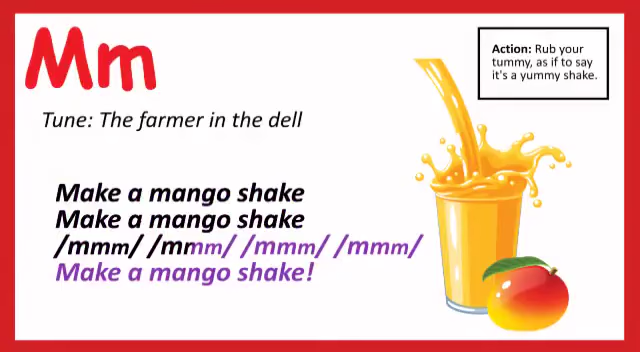 Mm
Action: Rub your
tummy, as if to say
it's a yummy shake.
Tune: The farmer in the dell
Make a mango shake
Make a mango shake
/mmm/ /mmm/ /mmm/ /mmm/
Make a mango shake!